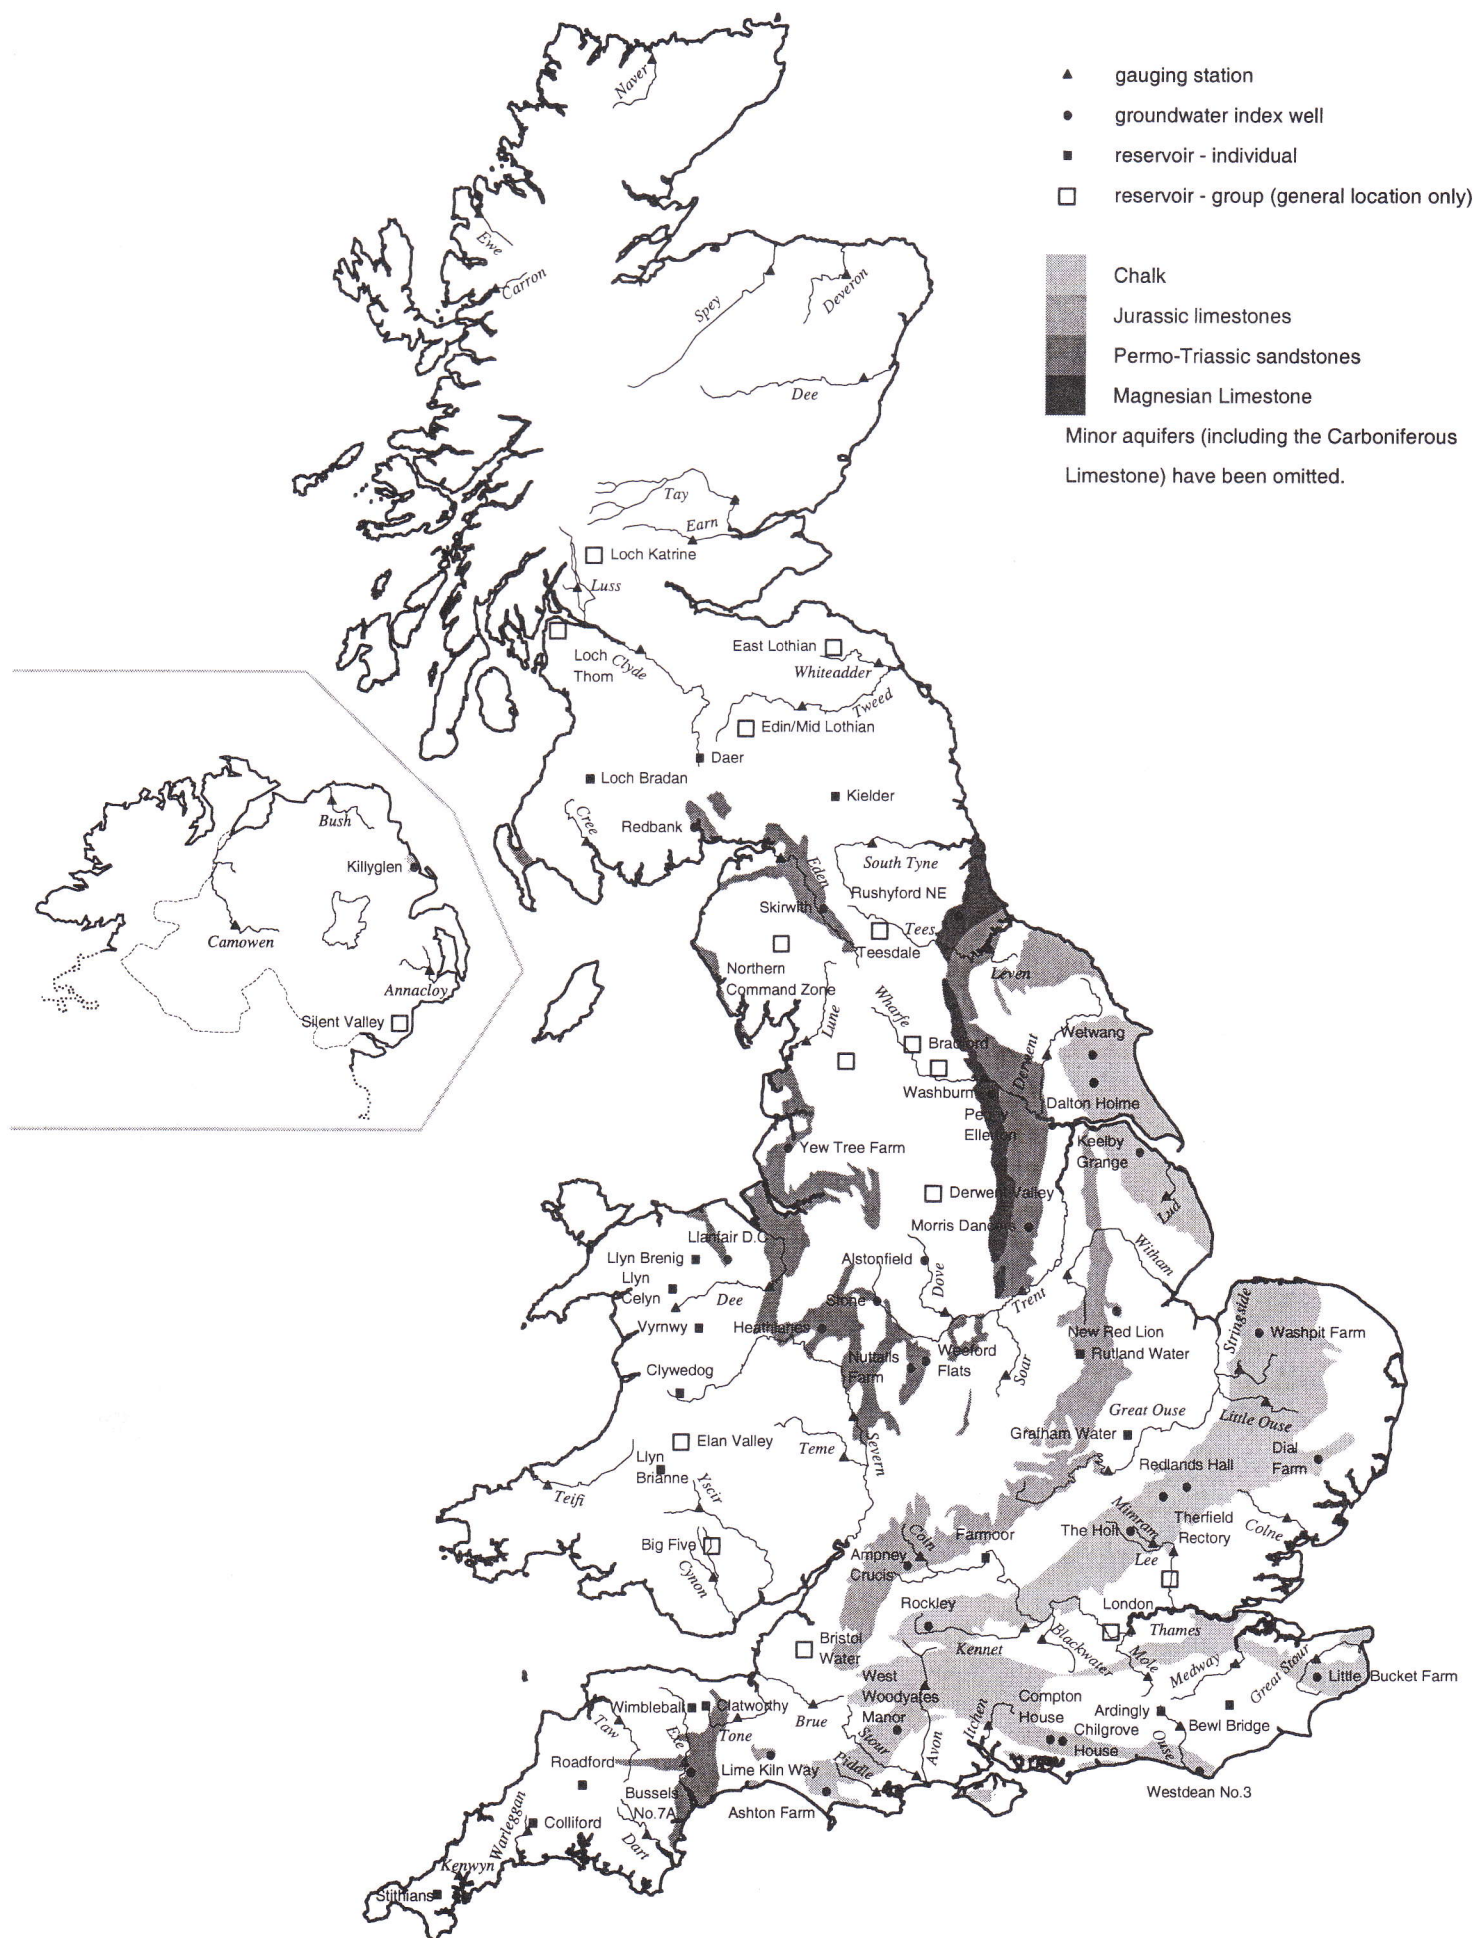 gauging station
groundwater index well
reservoir - individual
reservoir - group (general location only)
Chalk
Jurassic limestones
Permo-Triassic sandstones
Magnesian Limestone
Minor aquifers (including the Carboniferous
Limestone) have been omitted.
Naver
Ewe
Carron
Spey
Deveron
Dee
Tay
Earn
Loch Katrine
Luss
Loch
Thom
Clyde
East Lothian
Whiteadder
Tweed
Edin/Mid Lothian
Daer
Loch Bradan
Kielder
Cree
Redbank
Bush
Killyglen
Camowen
Annacloy
Silent Valley
South Tyne
Eden
Rushyford NE
Skirwith
Tees
Teesdale
Northern
Command Zone
Leven
Lune
Wharfe
Bradford
Wetwang
Derwent
Washburn
Dalton Holme
Peggy
Ellerton
Keelby
Grange
Yew Tree Farm
Derwent Valley
Lud
Morris Dancers
Llanfair D.C
Llyn Brenig
Alstonfield
Witham
Llyn
Celyn
Dee
Dove
Stone
Trent
Stringside
Vyrnwy
Heathlanes
New Red Lion
Washpit Farm
Rutland Water
Nuttalls
Farm
Weeford
Flats
Soar
Clywedog
Great Ouse
Little Ouse
Grafham Water
Elan Valley
Teme
Severn
Dial
Farm
Llyn
Brianne
Redlands Hall
Yscir
Teifi
Mimram
Therfield
Rectory
Colne
The Holt
Coln
Farmoor
Big Five
Lee
Ampney
Crucis
Cynon
Rockley
London
Thames
Bristol
Water
Kennet
Blackwater
Mole
Medway
Great Stour
Little Bucket Farm
West
Woodyates
Manor
Compton
House
Wimbleball
Clatworthy
Brue
Itchen
Ardingly
Bewl Bridge
Taw
Exe
Tone
Stour
Avon
Chilgrove
House
Ouse
Roadford
Lime Kiln Way
Piddle
Westdean No.3
Bussels
No.7A
Ashton Farm
Warleggan
Colliford
Dart
Kenwyn
Stithians